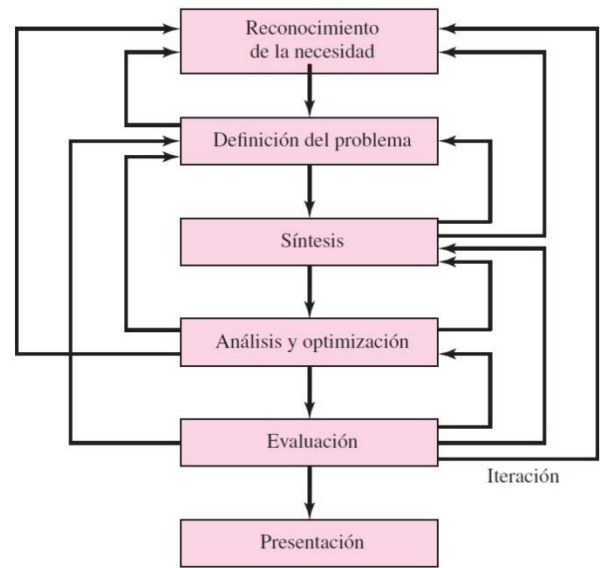 Reconocimiento
de la necesidad
Definición del problema
Síntesis
Análisis y optimización
Evaluación
Iteración
Presentación